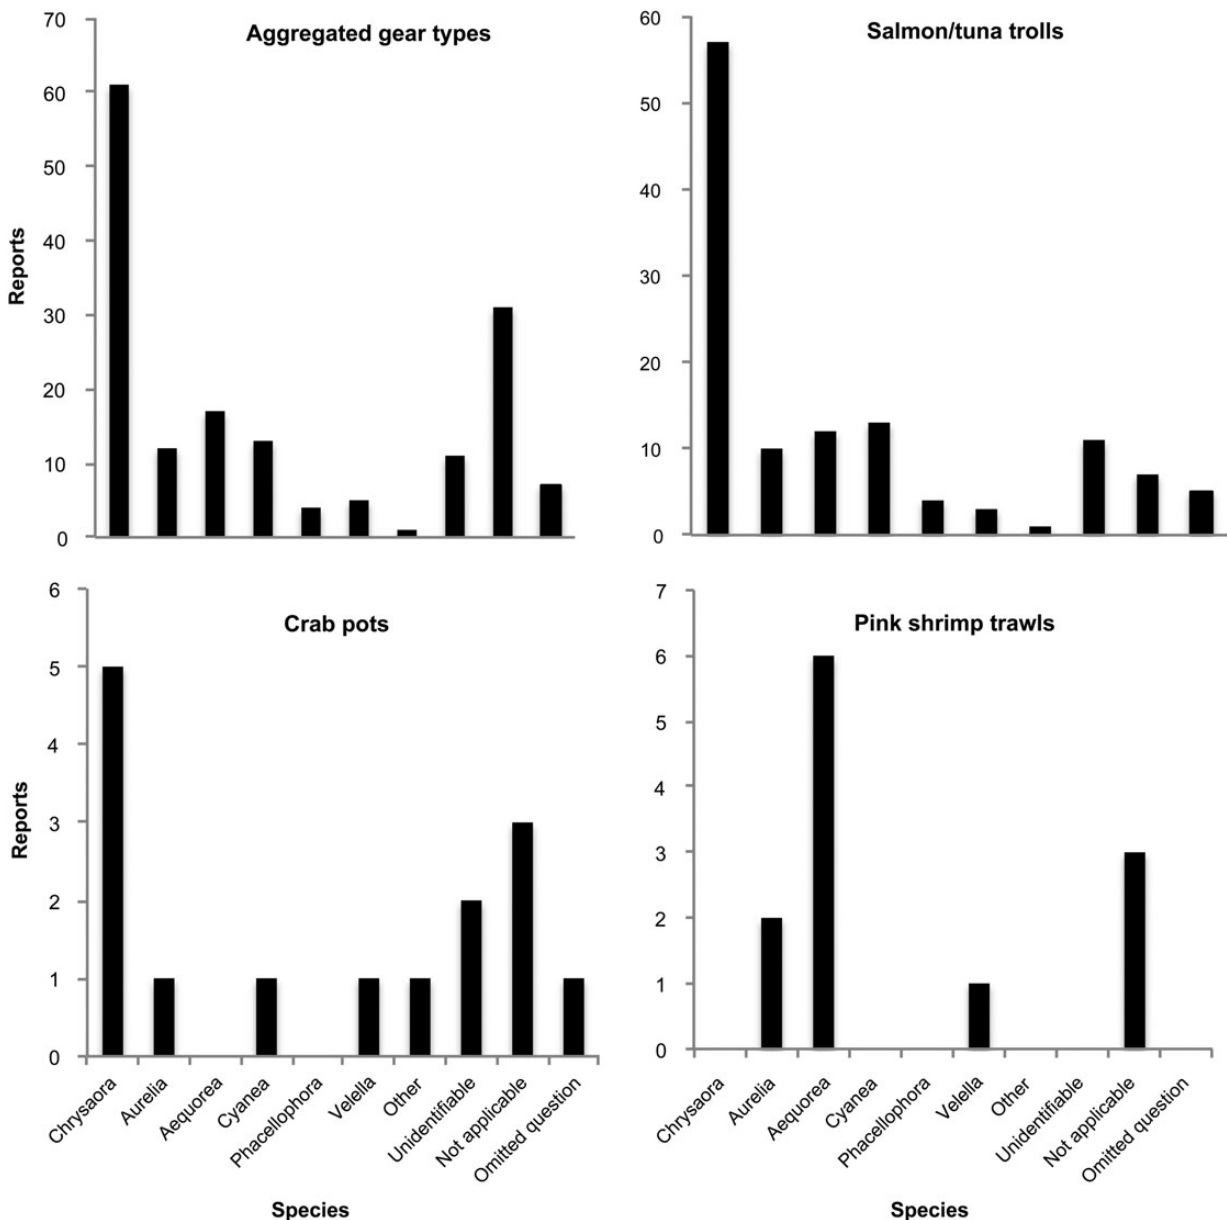 Aggregated gear types
70
60
50
40
30
20
10
0
Reports
Salmon/tuna trolls
60
50
40
30
20
10
0
Crab pots
6
5
4
3
2
1
0
Reports
Chrysaora
Aurelia
Aequorea
Cyanea
Phacellophora
Velella
Other
Unidentifiable
Not applicable
Omitted question
Species
Pink shrimp trawls
7
6
5
4
3
2
1
0
Chrysaora
Aurelia
Aequorea
Cyanea
Phacellophora
Velella
Other
Unidentifiable
Not applicable
Omitted question
Species